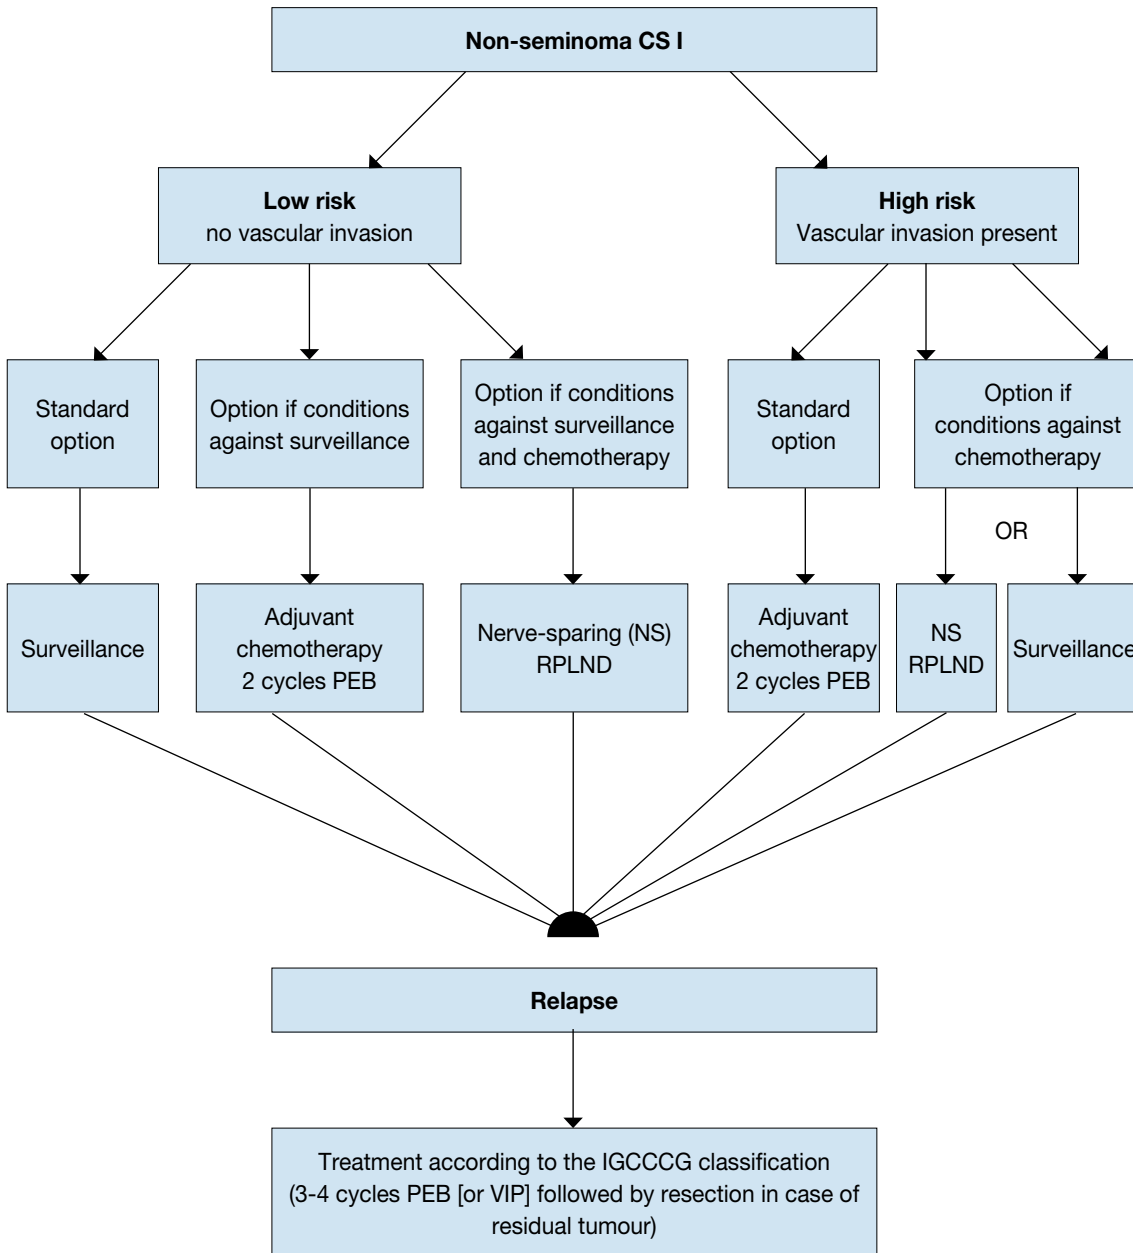 Non-seminoma CS I
Low risk
no vascular invasion
High risk
Vascular invasion present
Standard
option
Option if conditions
against surveillance
Option if conditions
against surveillance
and chemotherapy
Standard
option
Option if
conditions against
chemotherapy
OR
Surveillance
Adjuvant
chemotherapy
2 cycles PEB
Nerve-sparing (NS)
RPLND
Adjuvant
chemotherapy
2 cycles PEB
NS
RPLND
Surveillance
Relapse
Treatment according to the IGCCCG classification
(3-4 cycles PEB [or VIP] followed by resection in case of
residual tumour)